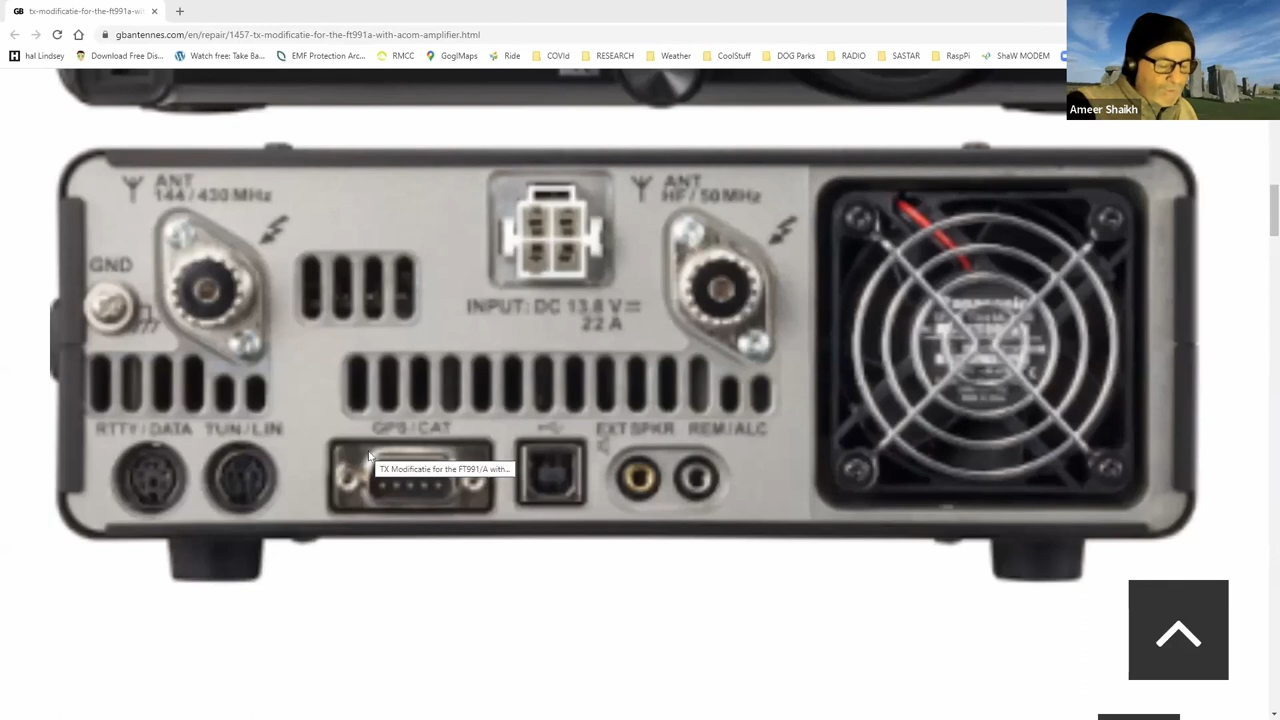 GB tx-modificatie-for-the-ft991a-wi
gbantennes.com/en/repair/1457-tx-modificatie-for-the-ft991a-with-acom-amplifier.html
hal Lindsey
Download Free Dis...
Watch free: Take Ba...
EMF Protection Arc...
RMCC
GoglMaps
Ride
COVId
RESEARCH
Weather
CoolStuff
DOG Parks
RADIO
SASTAR
RaspPi
ShaW MODEM
Ameer Shaikh
ANT
144 / 430 MHz
ANT
HF / 50 MHz
GND
INPUT: DC 13.8 V
22 A
Panasonic
RTTY / DATA
TUN / LIN
GPS / CAT
EXT SPKR
REM / ALC
TX Modificatie for the FT991/A with...